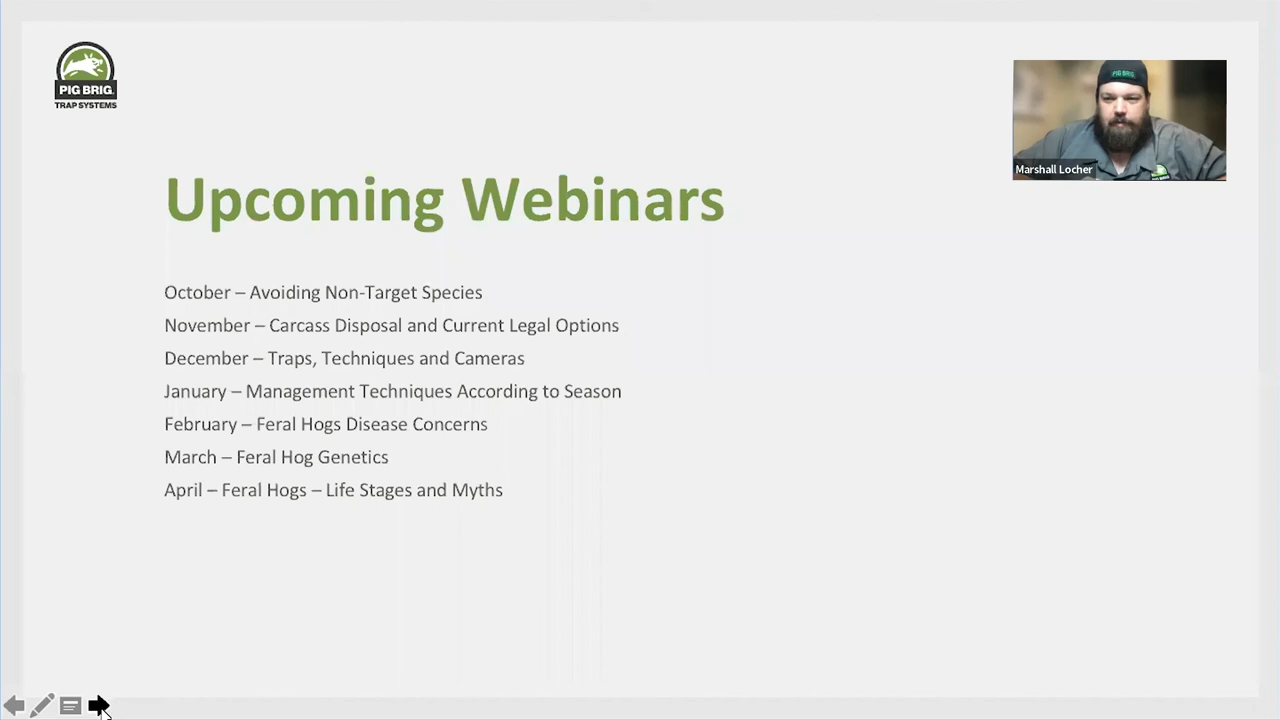 PIG BRIG
TRAP SYSTEMS
PIG BRIG
Marshall Locher
Upcoming Webinars
October – Avoiding Non-Target Species
November – Carcass Disposal and Current Legal Options
December – Traps, Techniques and Cameras
January – Management Techniques According to Season
February – Feral Hogs Disease Concerns
March – Feral Hog Genetics
April – Feral Hogs – Life Stages and Myths